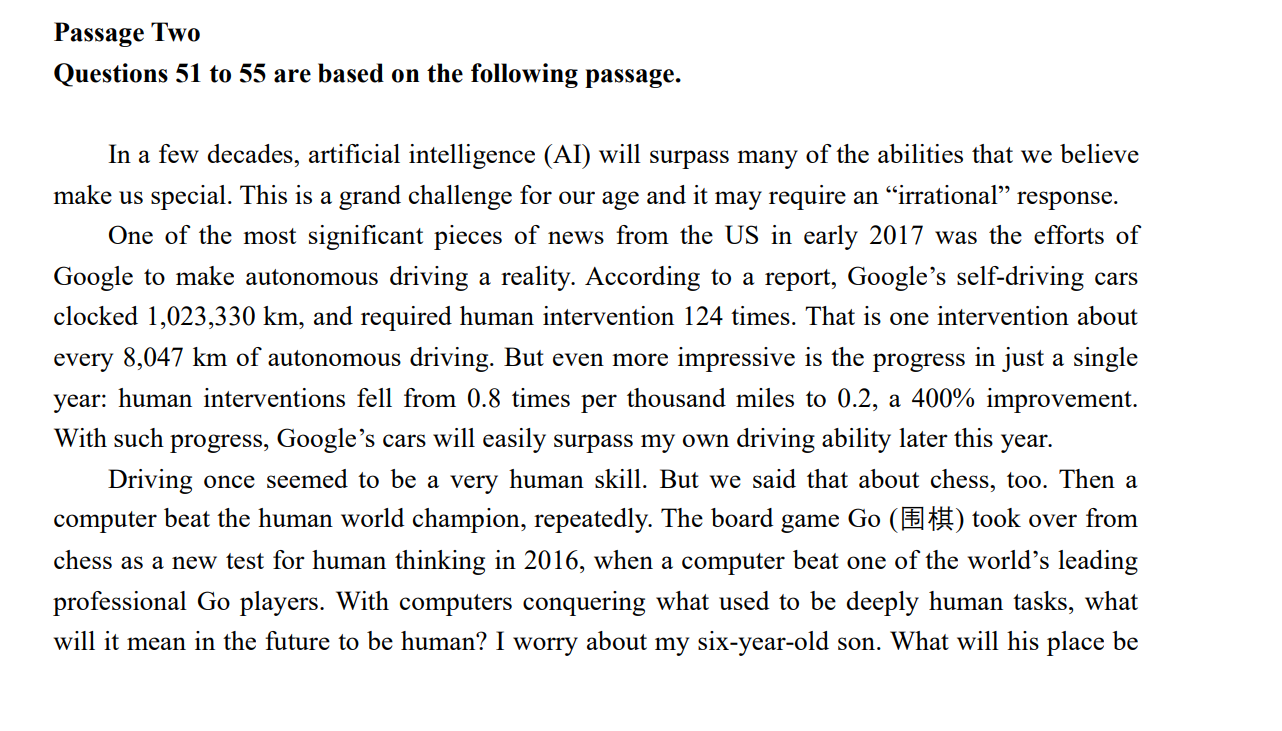 Passage Two
Questions 51 to 55 are based on the following passage.
In a few decades, artificial intelligence (AI) will surpass many of the abilities that we believe
make us special. This is a grand challenge for our age and it may require an “irrational” response.
One of the most significant pieces of news from the US in early 2017 was the efforts of
Google to make autonomous driving a reality. According to a report, Google’s self-driving cars
clocked 1,023,330 km, and required human intervention 124 times. That is one intervention about
every 8,047 km of autonomous driving. But even more impressive is the progress in just a single
year: human interventions fell from 0.8 times per thousand miles to 0.2, a 400% improvement.
With such progress, Google’s cars will easily surpass my own driving ability later this year.
Driving once seemed to be a very human skill. But we said that about chess, too. Then a
computer beat the human world champion, repeatedly. The board game Go (围棋) took over from
chess as a new test for human thinking in 2016, when a computer beat one of the world’s leading
professional Go players. With computers conquering what used to be deeply human tasks, what
will it mean in the future to be human? I worry about my six-year-old son. What will his place be